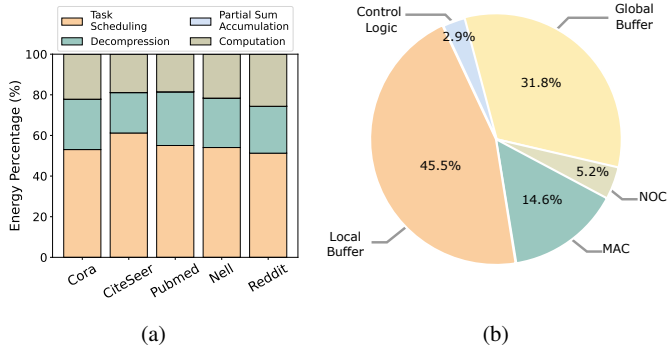 Task
Scheduling
Decompression
Partial Sum
Accumulation
Computation
Energy Percentage (%)
100
80
60
40
20
0
Cora
CiteSeer
Pubmed
Nell
Reddit
(a)
Control
Logic
2.9%
Global
Buffer
31.8%
45.5%
5.2%
14.6%
NOC
Local
Buffer
MAC
(b)